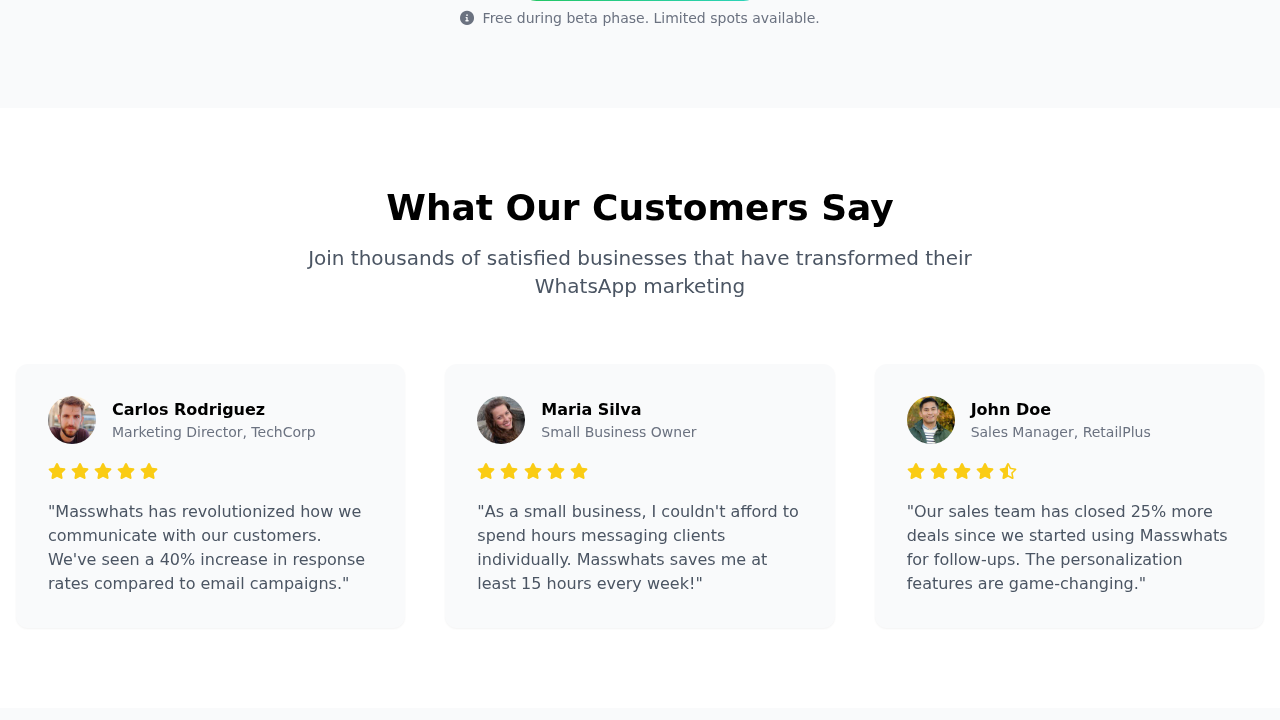 Free during beta phase. Limited spots available.
What Our Customers Say
Join thousands of satisfied businesses that have transformed their
WhatsApp marketing
Carlos Rodriguez
Marketing Director, TechCorp
"Masswhats has revolutionized how we
communicate with our customers.
We've seen a 40% increase in response
rates compared to email campaigns."
Maria Silva
Small Business Owner
"As a small business, I couldn't afford to
spend hours messaging clients
individually. Masswhats saves me at
least 15 hours every week!"
John Doe
Sales Manager, RetailPlus
"Our sales team has closed 25% more
deals since we started using Masswhats
for follow-ups. The personalization
features are game-changing."